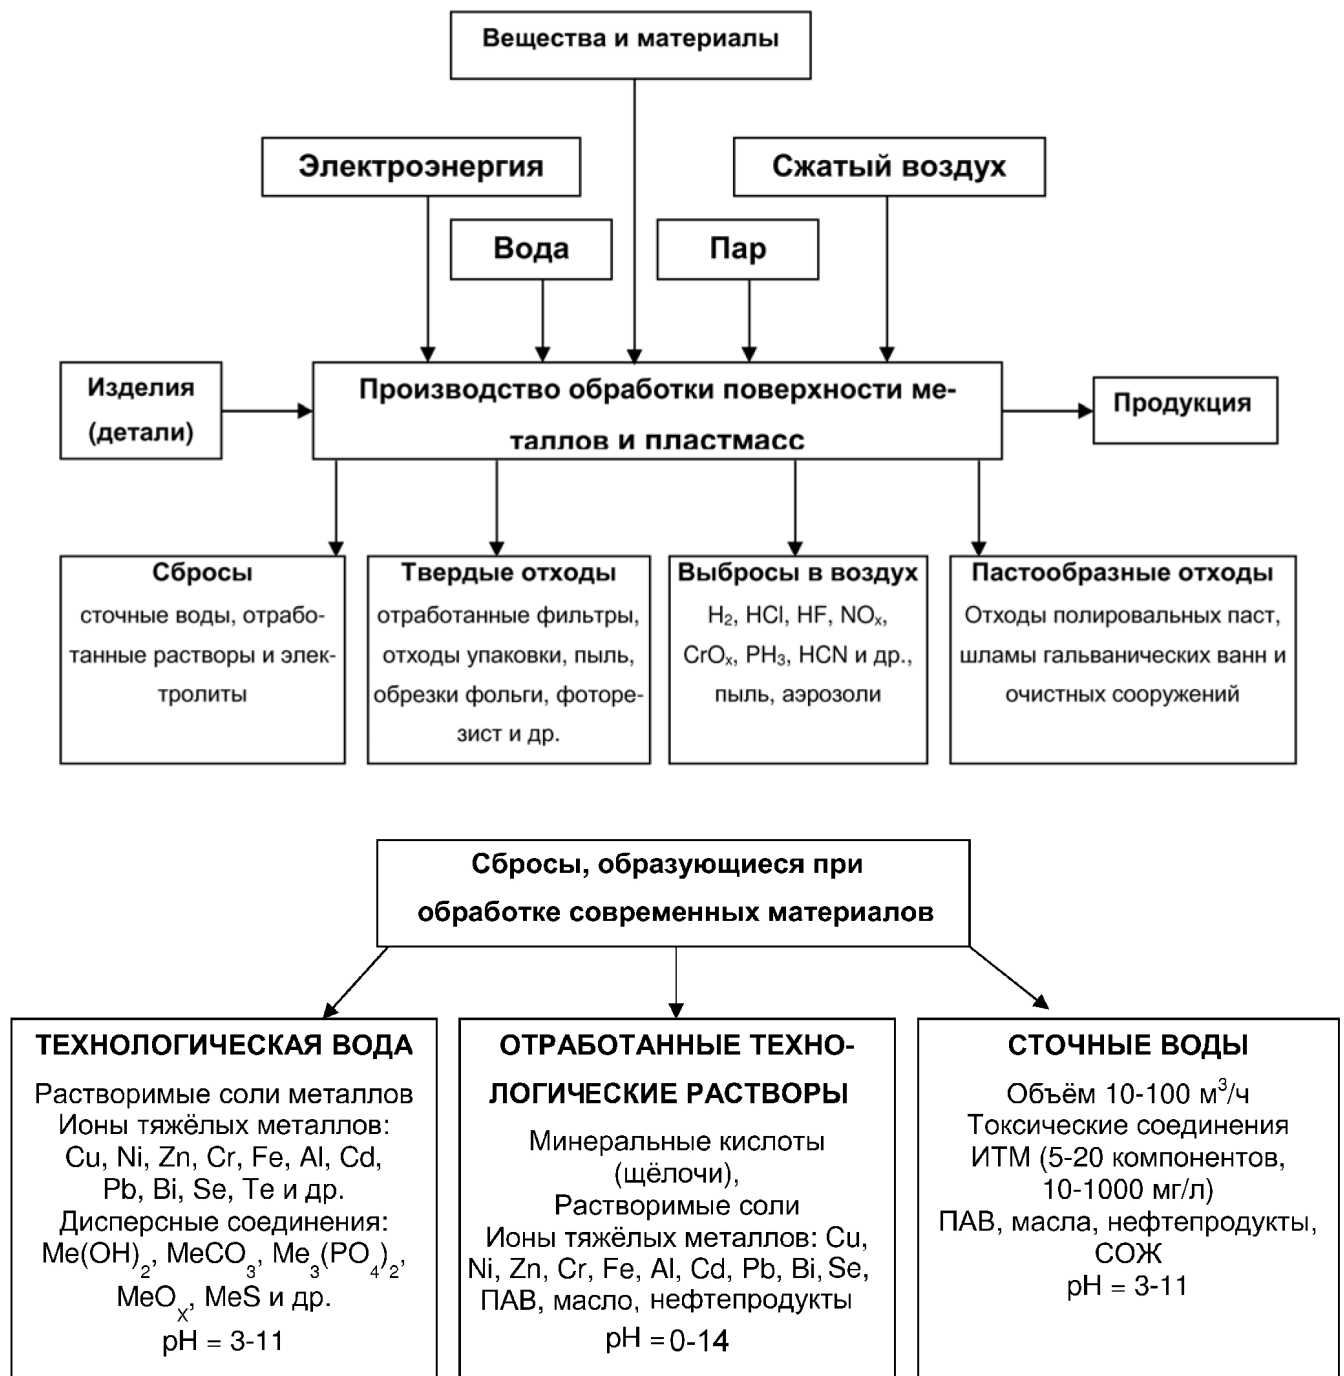 Вещества и материалы
Электроэнергия
Сжатый воздух
Вода
Пар
Изделия
(детали)
Производство обработки поверхности ме-
таллов и пластмасс
Продукция
Сбросы
сточные воды, отрабо-
танные растворы и элек-
тролиты
Твердые отходы
отработанные фильтры,
отходы упаковки, пыль,
обрезки фольги, фоторе-
зист и др.
Выбросы в воздух
H₂, HCl, HF, NOₓ,
CrOₓ, PH₃, HCN и др.,
пыль, аэрозоли
Пастообразные отходы
Отходы полировальных паст,
шламы гальванических ванн и
очистных сооружений
Сбросы, образующиеся при
обработке современных материалов
ТЕХНОЛОГИЧЕСКАЯ ВОДА
Растворимые соли металлов
Ионы тяжёлых металлов:
Cu, Ni, Zn, Cr, Fe, Al, Cd,
Pb, Bi, Se, Te и др.
Дисперсные соединения:
Me(OH)₂, MeCO₃, Me₃(PO₄)₂,
MeOₓ, MeS и др.
pH = 3-11
ОТРАБОТАННЫЕ ТЕХНО-
ЛОГИЧЕСКИЕ РАСТВОРЫ
Минеральные кислоты
(щёлочи),
Растворимые соли
Ионы тяжёлых металлов: Cu,
Ni, Zn, Cr, Fe, Al, Cd, Pb, Bi, Se,
ПАВ, масло, нефтепродукты
pH = 0-14
СТОЧНЫЕ ВОДЫ
Объём 10-100 м³/ч
Токсические соединения
ИТМ (5-20 компонентов,
10-1000 мг/л)
ПАВ, масла, нефтепродукты,
СОЖ
pH = 3-11